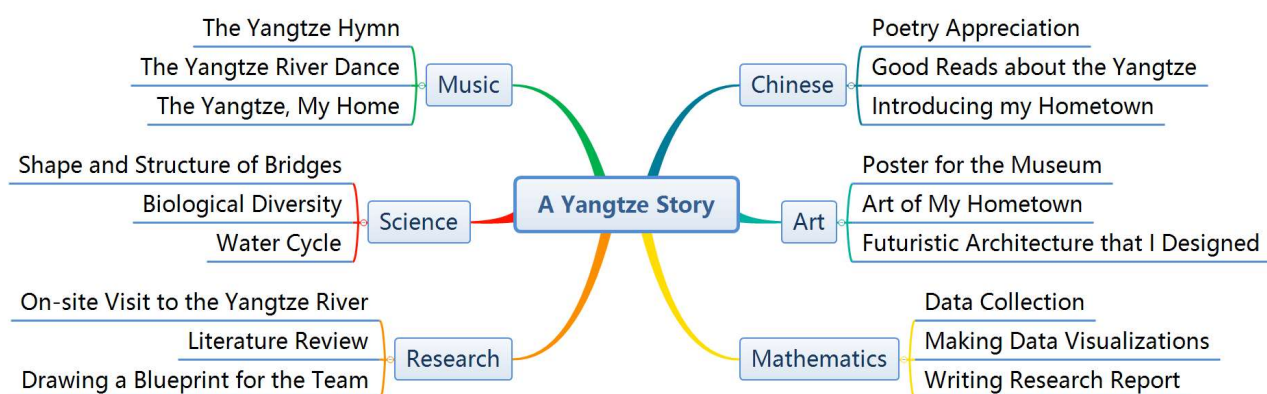 A Yangtze Story
Music
The Yangtze Hymn
The Yangtze River Dance
The Yangtze, My Home
Science
Shape and Structure of Bridges
Biological Diversity
Water Cycle
Research
On-site Visit to the Yangtze River
Literature Review
Drawing a Blueprint for the Team
Chinese
Poetry Appreciation
Good Reads about the Yangtze
Introducing my Hometown
Art
Poster for the Museum
Art of My Hometown
Futuristic Architecture that I Designed
Mathematics
Data Collection
Making Data Visualizations
Writing Research Report